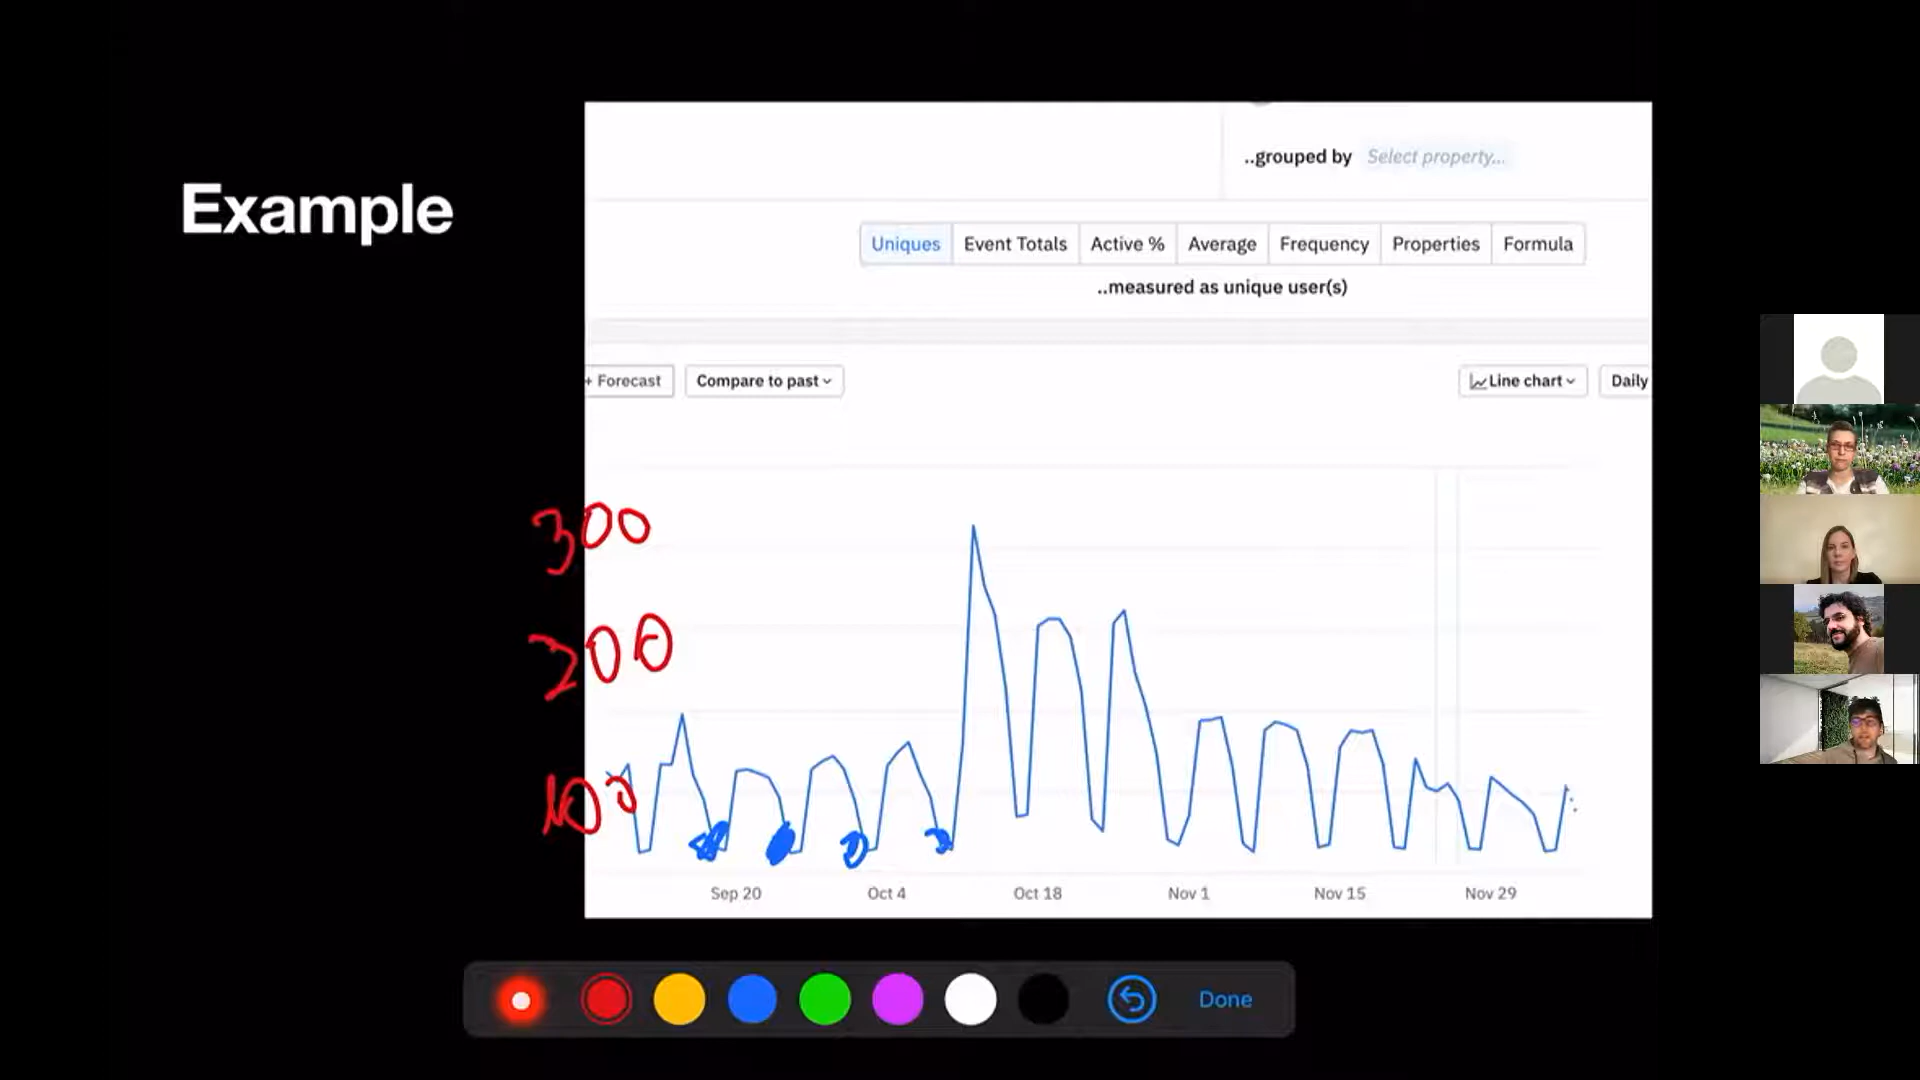 Example
..grouped by Select property...
Uniques Event Totals Active % Average Frequency Properties Formula
..measured as unique user(s)
+ Forecast Compare to past Line chart Daily
300
200
100
Sep 20 Oct 4 Oct 18 Nov 1 Nov 15 Nov 29
Done